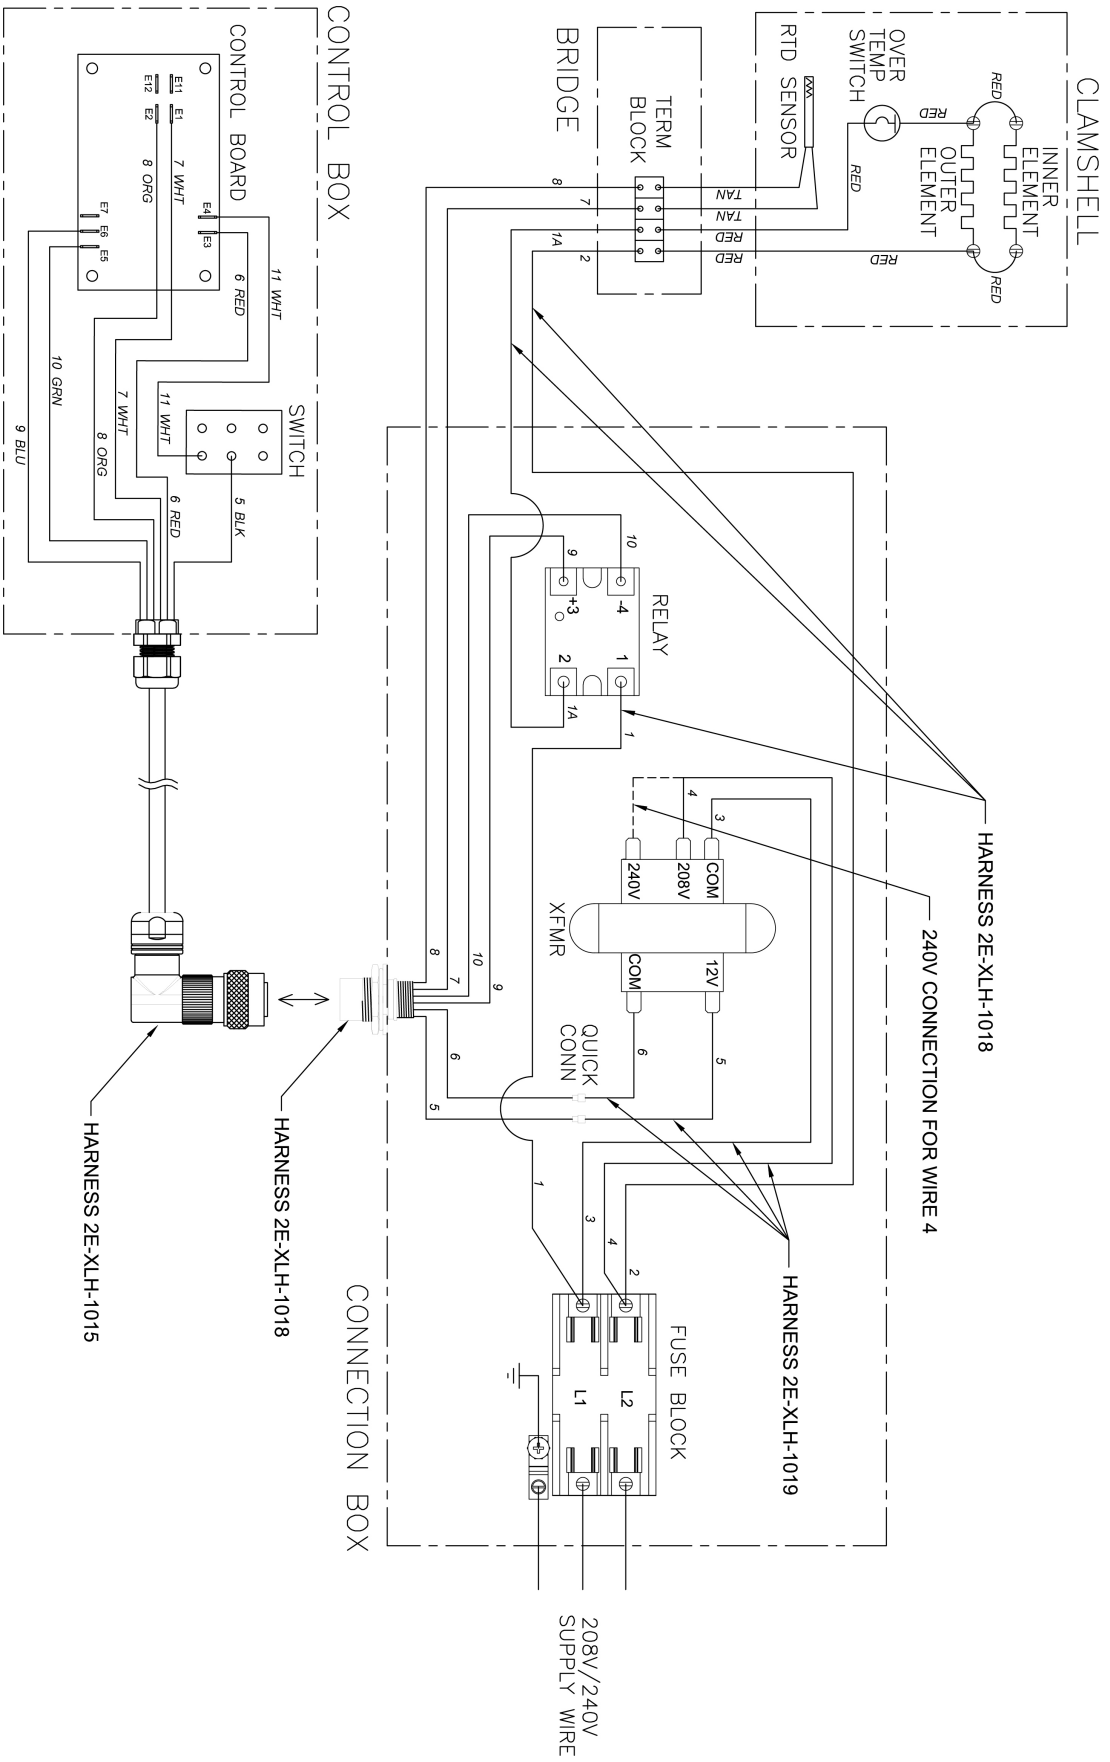 CLAMSHELL
INNER
ELEMENT
OUTER
ELEMENT
RED
RED
RED
RED
RED
OVER
TEMP
SWITCH
RTD SENSOR
TAN
TAN
RED
RED
BRIDGE
TERM
BLOCK
8
7
1A
2
CONTROL BOX
CONTROL BOARD
E11
E12
E1
E2
E4
E3
E7
E6
E5
7 WHT
8 ORG
11 WHT
6 RED
10 GRN
9 BLU
SWITCH
11 WHT
7 WHT
8 ORG
6 RED
5 BLK
RELAY
10
9
-4
+3
1
2
1A
1
HARNESS 2E-XLH-1018
240V CONNECTION FOR WIRE 4
3
4
COM
208V
240V
12V
COM
XFMR
5
6
QUICK
CONN
8
7
10
9
6
5
HARNESS 2E-XLH-1019
HARNESS 2E-XLH-1018
HARNESS 2E-XLH-1015
1
3
4
2
FUSE BLOCK
L2
L1
CONNECTION BOX
208V/240V
SUPPLY WIRE